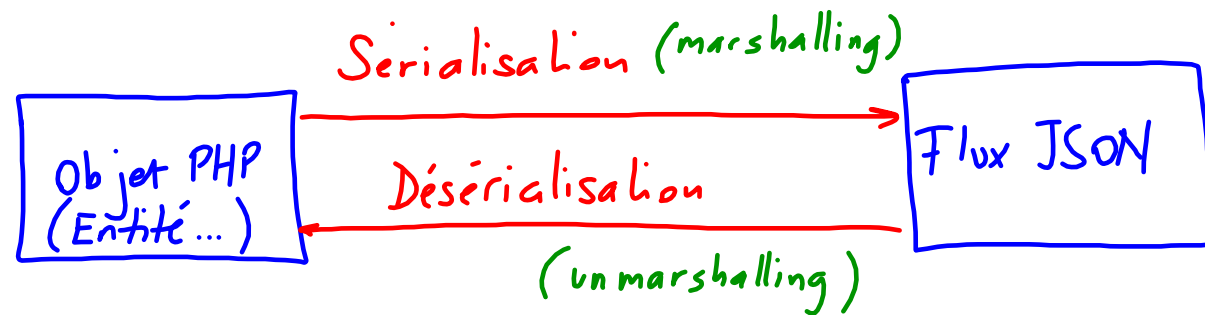 Sérialisation (marshalling)
Objet PHP
(Entité...)
Désérialisation
Flux JSON
(unmarshalling)